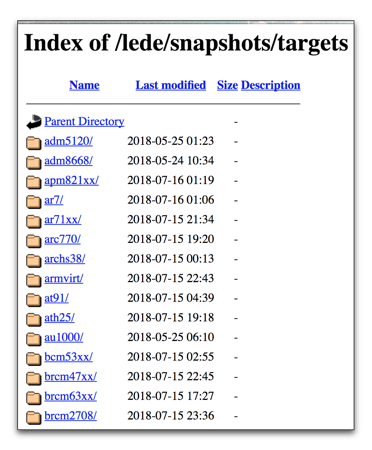 Index of /lede/snapshots/targets
Name Last modified Size Description
Parent Directory -
adm5120/ 2018-05-25 01:23 -
adm8668/ 2018-05-24 10:34 -
apm821xx/ 2018-07-16 01:19 -
ar7/ 2018-07-16 01:06 -
ar71xx/ 2018-07-15 21:34 -
arc770/ 2018-07-15 19:20 -
archs38/ 2018-07-15 00:13 -
armvirt/ 2018-07-15 22:43 -
at91/ 2018-07-15 04:39 -
ath25/ 2018-07-15 19:18 -
au1000/ 2018-05-25 06:10 -
bcm53xx/ 2018-07-15 02:55 -
brcm47xx/ 2018-07-15 22:45 -
brcm63xx/ 2018-07-15 17:27 -
brcm2708/ 2018-07-15 23:36 -